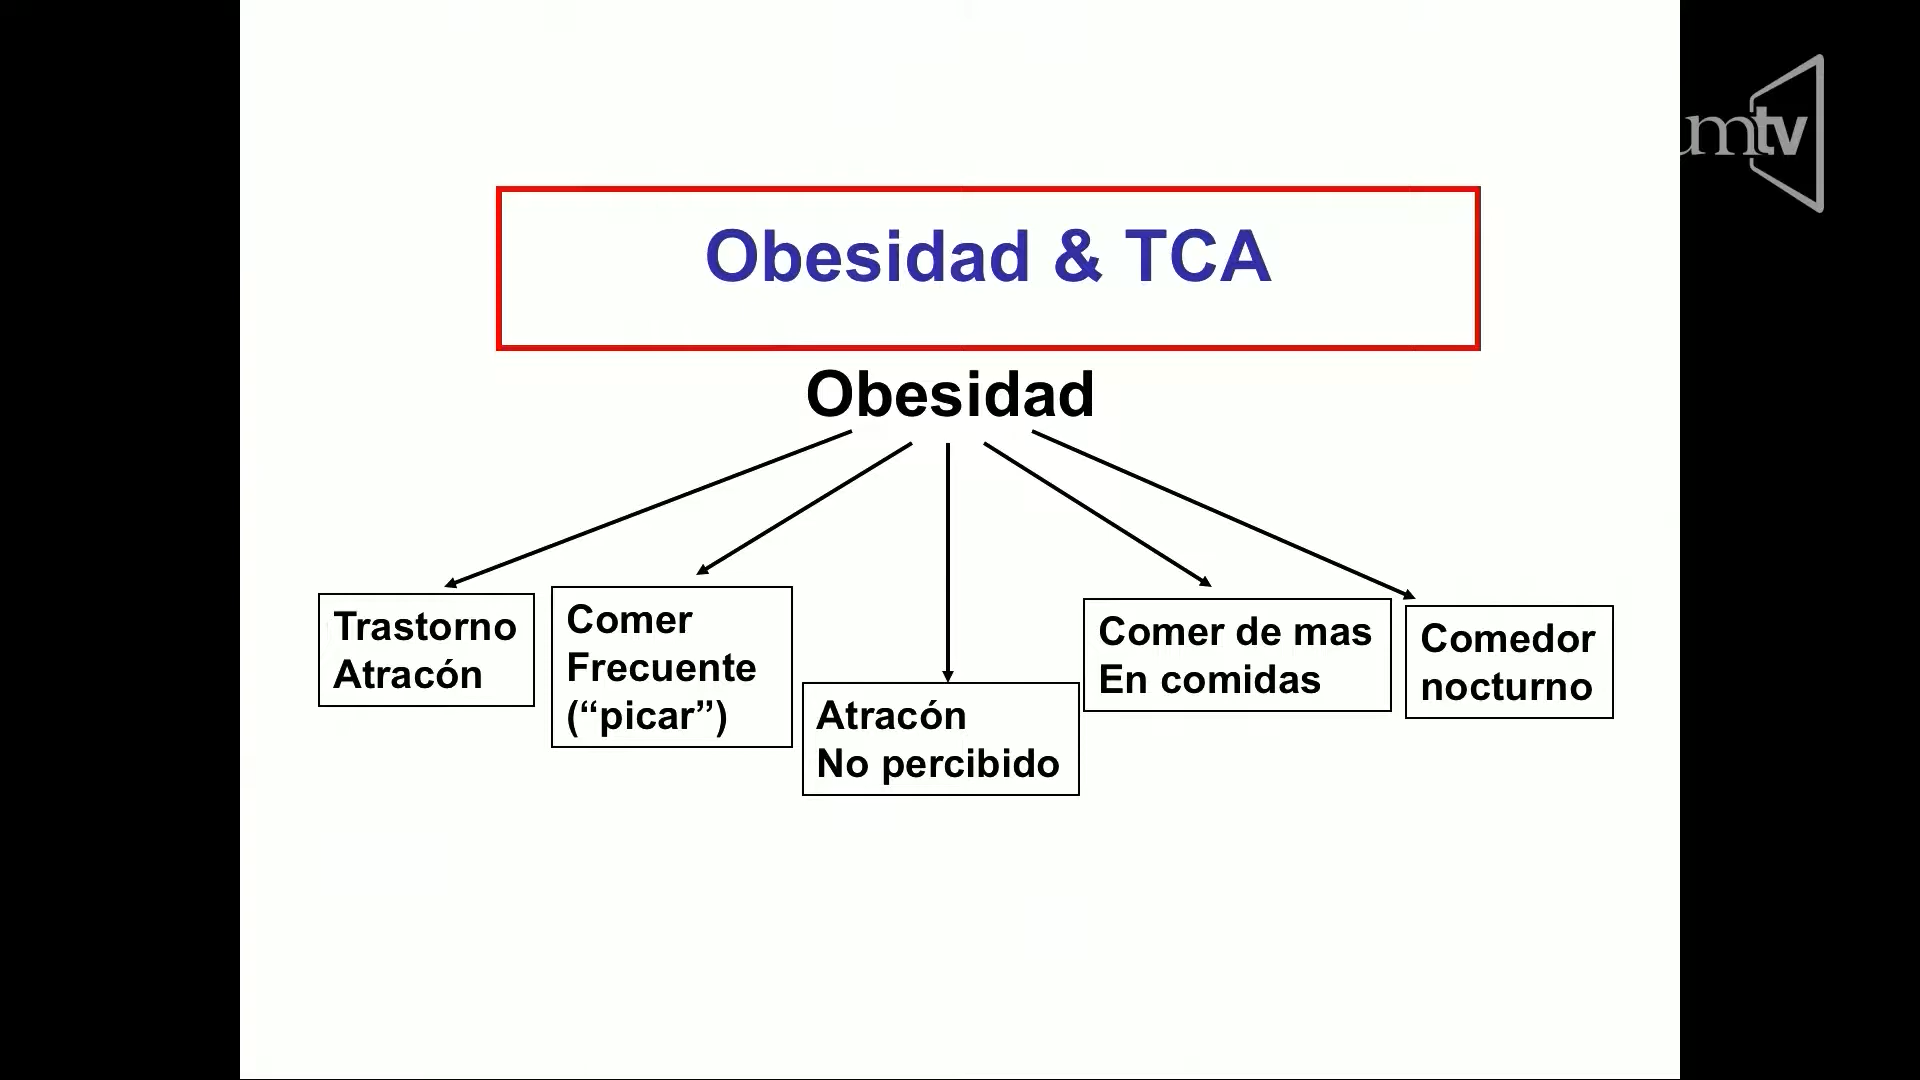 Obesidad & TCA
Obesidad
Trastorno
Atracón
Comer
Frecuente
(“picar”)
Atracón
No percibido
Comer de mas
En comidas
Comedor
nocturno
umtv